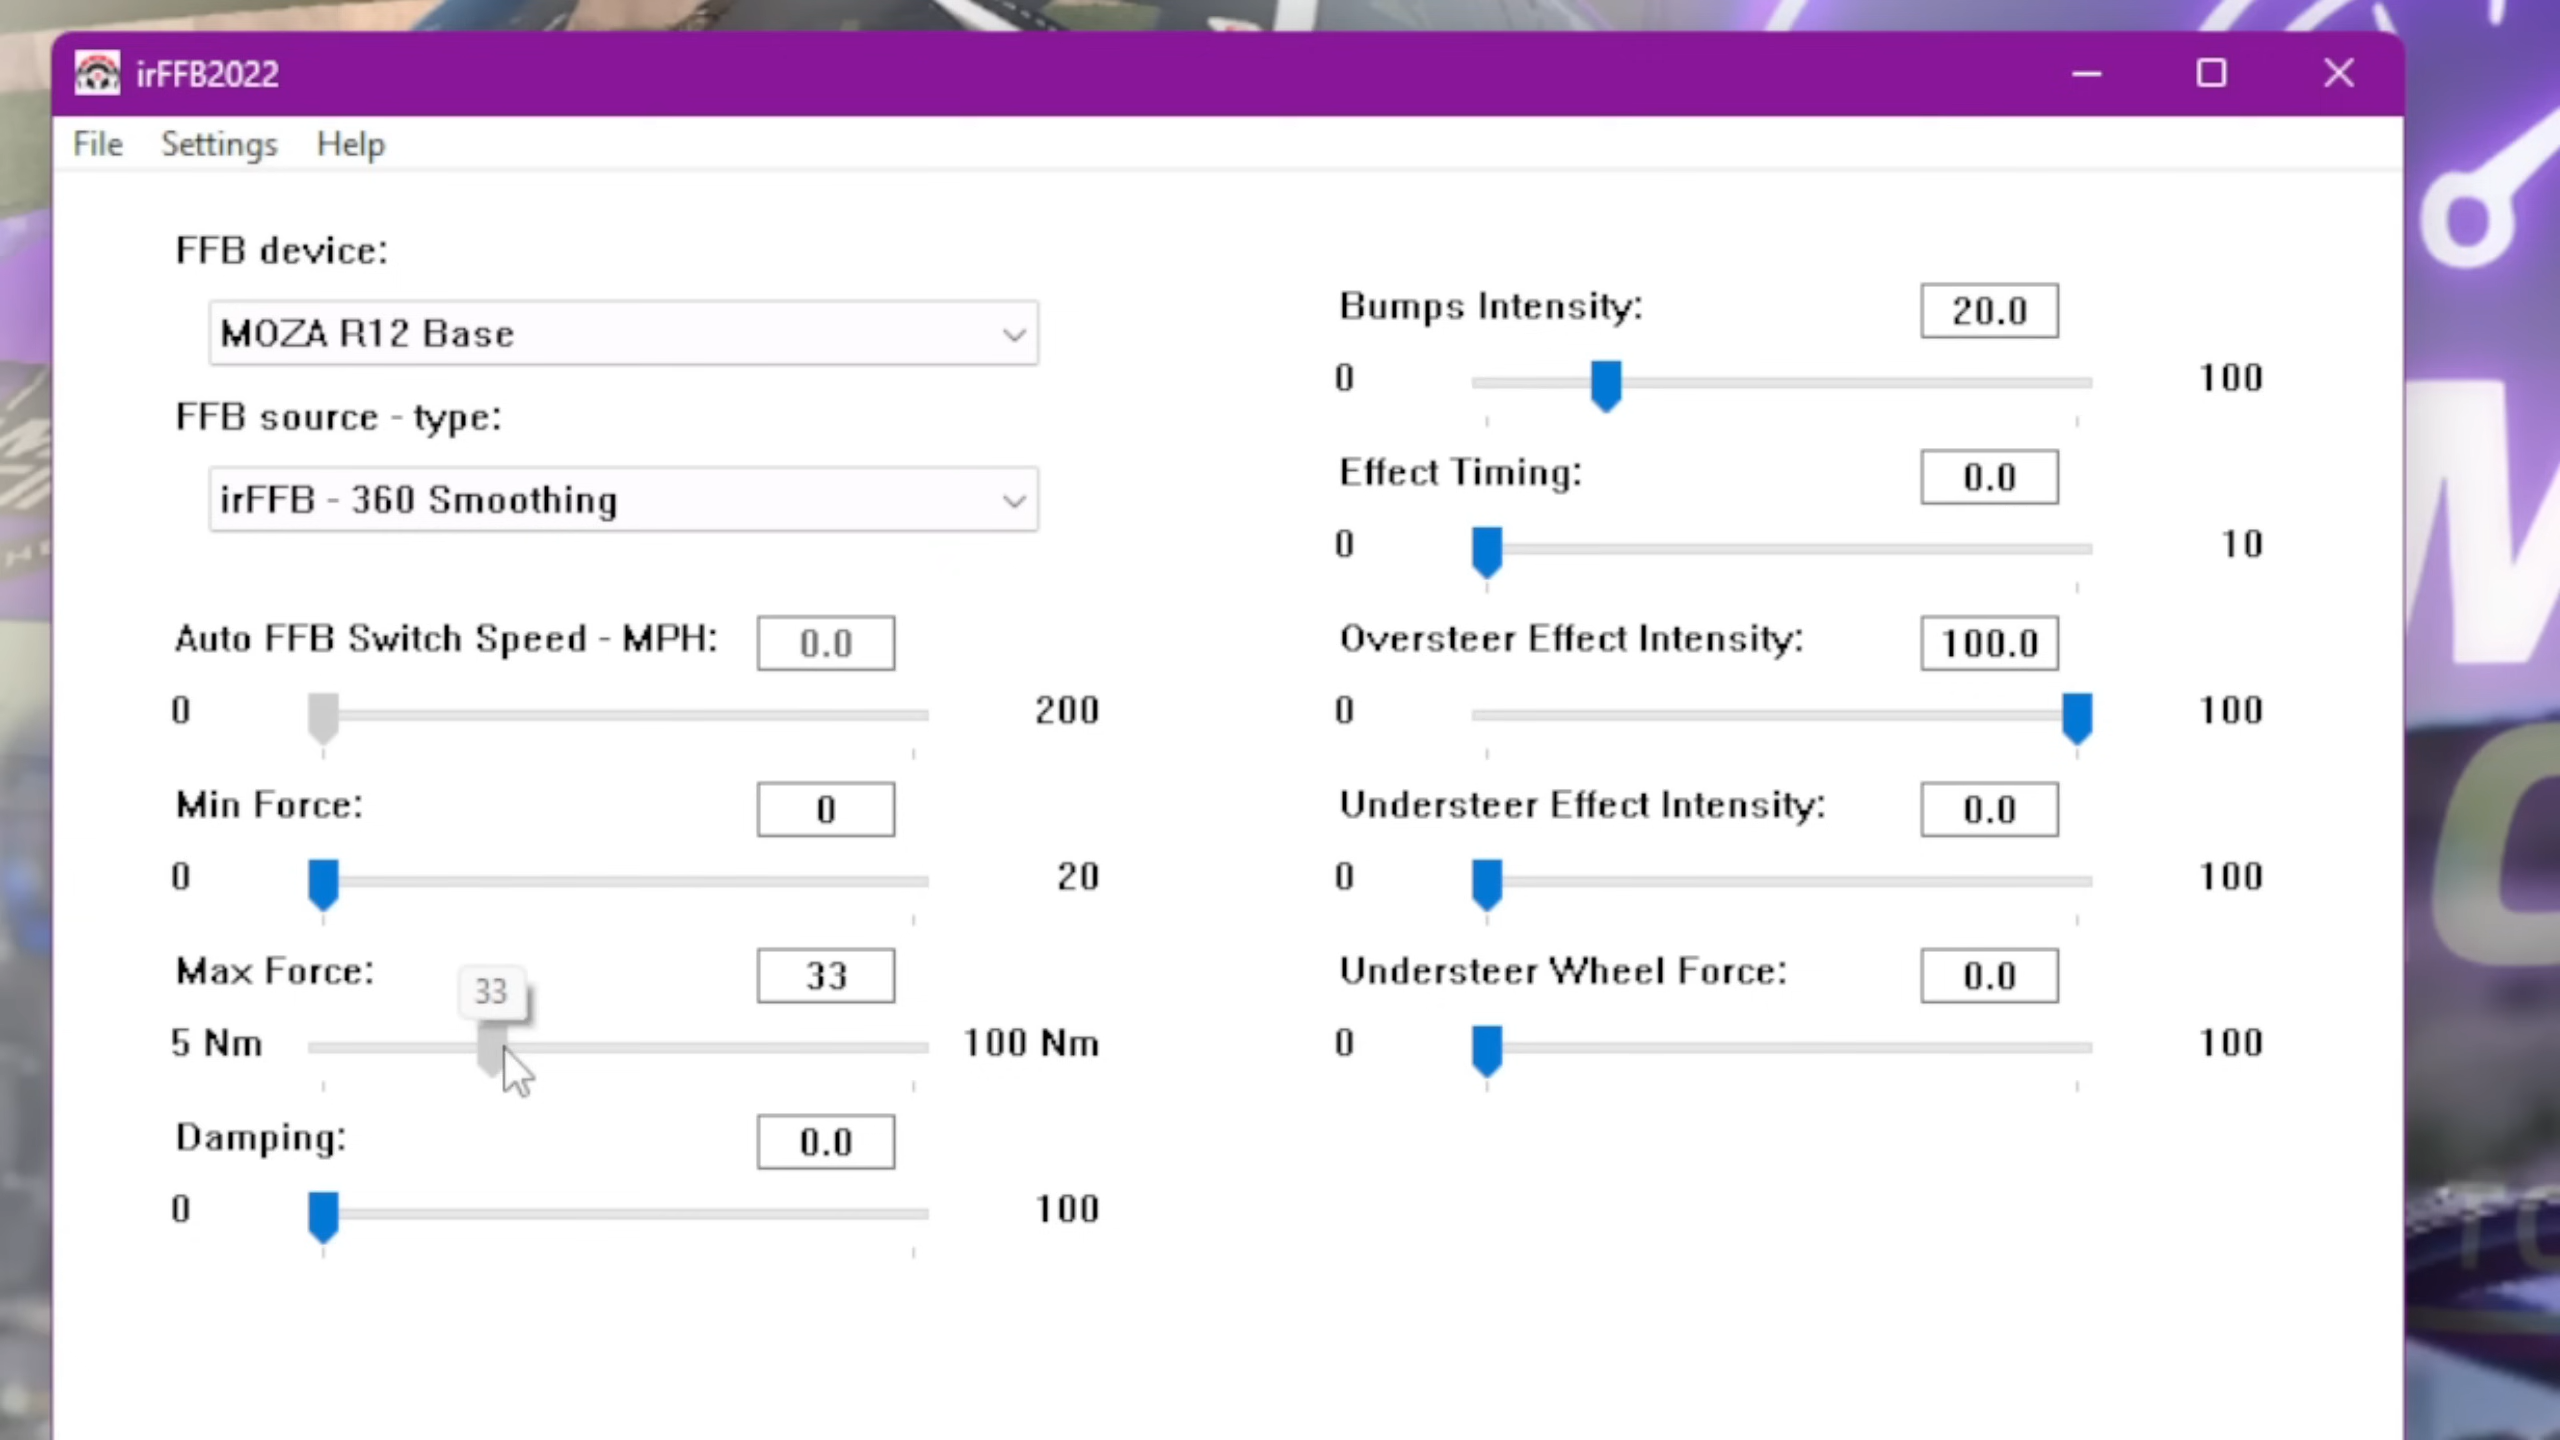 irFFB2022
File Settings Help
FFB device:
MOZA R12 Base
FFB source - type:
irFFB - 360 Smoothing
Auto FFB Switch Speed - MPH: 0.0
0 200
Min Force: 0
0 20
Max Force: 33
33
5 Nm 100 Nm
Damping: 0.0
0 100
Bumps Intensity: 20.0
0 100
Effect Timing: 0.0
0 10
Oversteer Effect Intensity: 100.0
0 100
Understeer Effect Intensity: 0.0
0 100
Understeer Wheel Force: 0.0
0 100